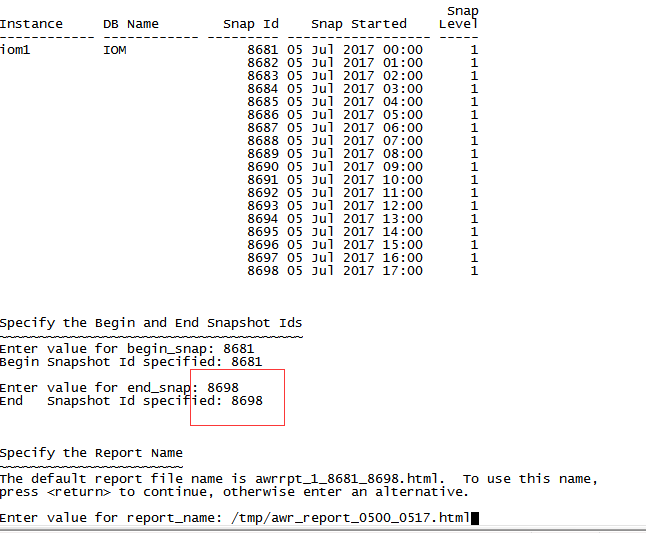 Snap
Instance     DB Name        Snap Id    Snap Started    Level
------------ ------------ --------- ------------------ -----
iom1         IOM               8681 05 Jul 2017 00:00      1
                               8682 05 Jul 2017 01:00      1
                               8683 05 Jul 2017 02:00      1
                               8684 05 Jul 2017 03:00      1
                               8685 05 Jul 2017 04:00      1
                               8686 05 Jul 2017 05:00      1
                               8687 05 Jul 2017 06:00      1
                               8688 05 Jul 2017 07:00      1
                               8689 05 Jul 2017 08:00      1
                               8690 05 Jul 2017 09:00      1
                               8691 05 Jul 2017 10:00      1
                               8692 05 Jul 2017 11:00      1
                               8693 05 Jul 2017 12:00      1
                               8694 05 Jul 2017 13:00      1
                               8695 05 Jul 2017 14:00      1
                               8696 05 Jul 2017 15:00      1
                               8697 05 Jul 2017 16:00      1
                               8698 05 Jul 2017 17:00      1
Specify the Begin and End Snapshot Ids
~~~~~~~~~~~~~~~~~~~~~~~~~~~~~~~~~~~~~~
Enter value for begin_snap: 8681
Begin Snapshot Id specified: 8681
Enter value for end_snap: 8698
End   Snapshot Id specified: 8698
Specify the Report Name
~~~~~~~~~~~~~~~~~~~~~~~
The default report file name is awrrpt_1_8681_8698.html.  To use this name,
press <return> to continue, otherwise enter an alternative.
Enter value for report_name: /tmp/awr_report_0500_0517.html